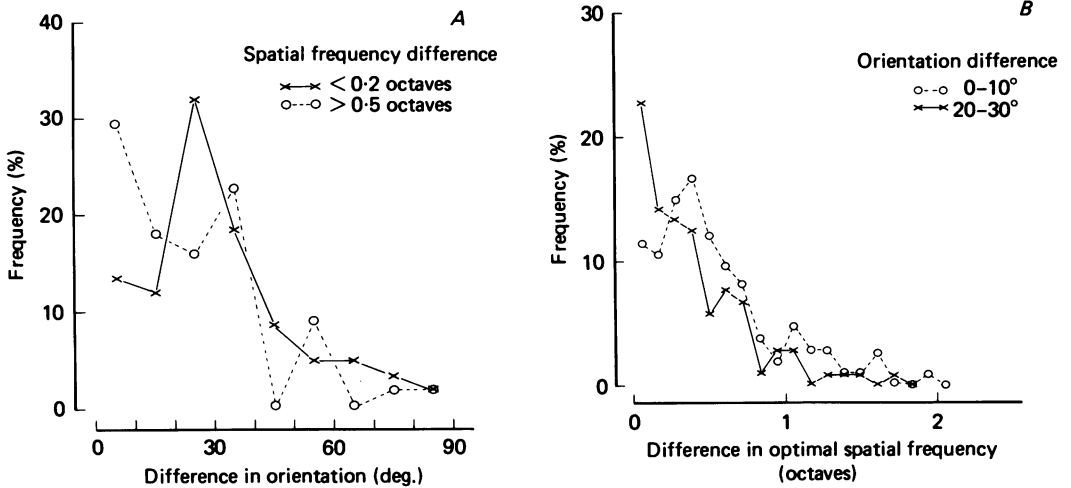 A
40
30
20
10
0
Frequency (%)
Spatial frequency difference
< 0·2 octaves
> 0·5 octaves
0 30 60 90
Difference in orientation (deg.)
B
30
20
10
0
Frequency (%)
Orientation difference
0–10°
20–30°
0 1 2
Difference in optimal spatial frequency
(octaves)